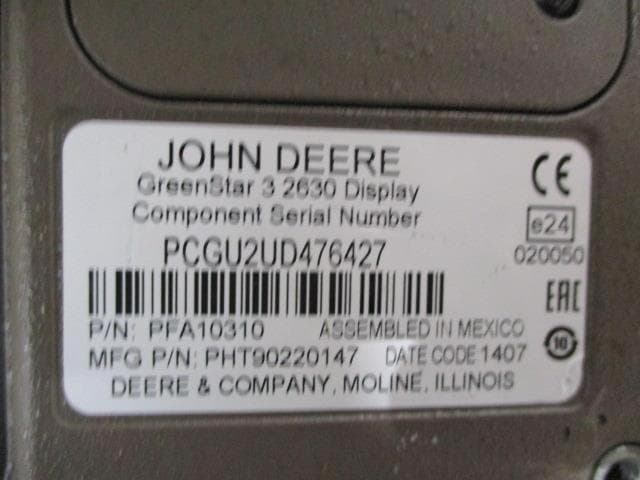 JOHN DEERE
GreenStar 3 2630 Display
Component Serial Number
PCGU2UD476427
P/N: PFA10310 ASSEMBLED IN MEXICO
MFG P/N: PHT90220147 DATE CODE 1407
DEERE & COMPANY, MOLINE, ILLINOIS
CE
e24
020050
EAC
10